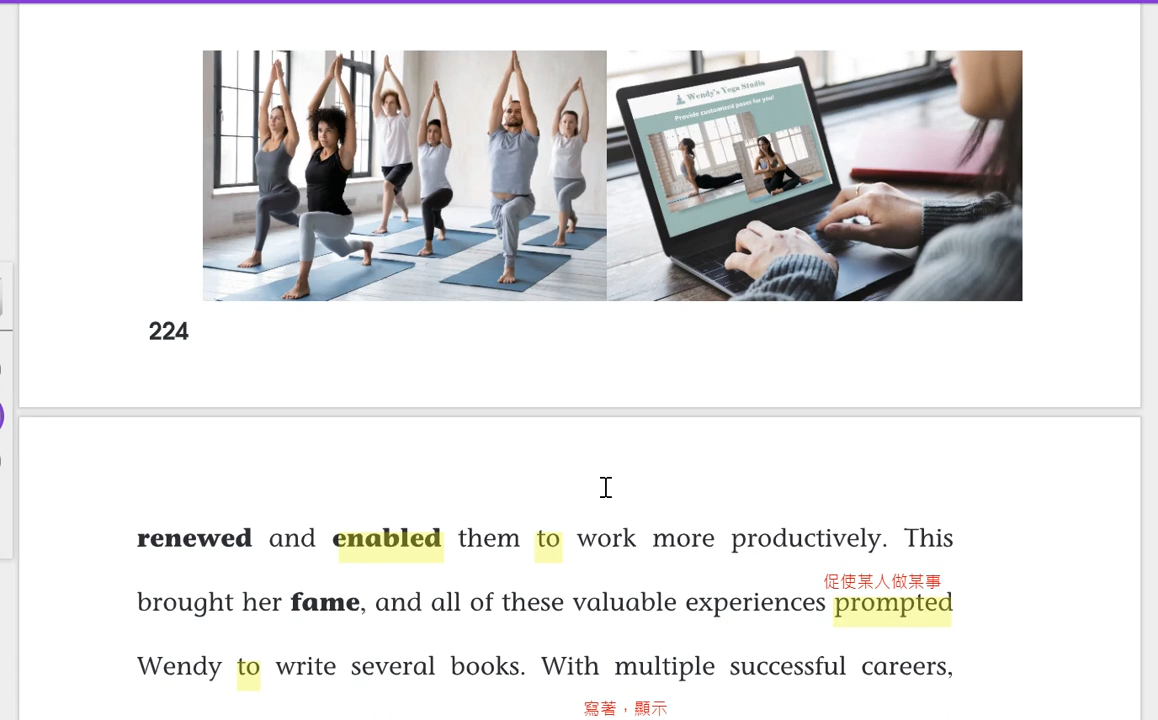 Wendy's Yoga Studio
Provide customized poses for you!
224
renewed and enabled them to work more productively. This
促使某人做某事
brought her fame, and all of these valuable experiences prompted
Wendy to write several books. With multiple successful careers,
寫著，顯示